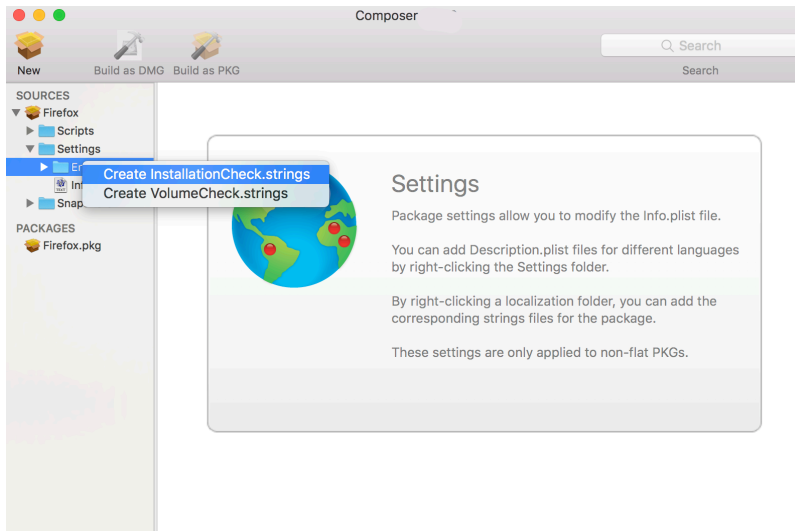 Composer
New
Build as DMG
Build as PKG
Search
Search
SOURCES
Firefox
Scripts
Settings
Create InstallationCheck.strings
Create VolumeCheck.strings
PACKAGES
Firefox.pkg
Settings
Package settings allow you to modify the Info.plist file.
You can add Description.plist files for different languages
by right-clicking the Settings folder.
By right-clicking a localization folder, you can add the
corresponding strings files for the package.
These settings are only applied to non-flat PKGs.